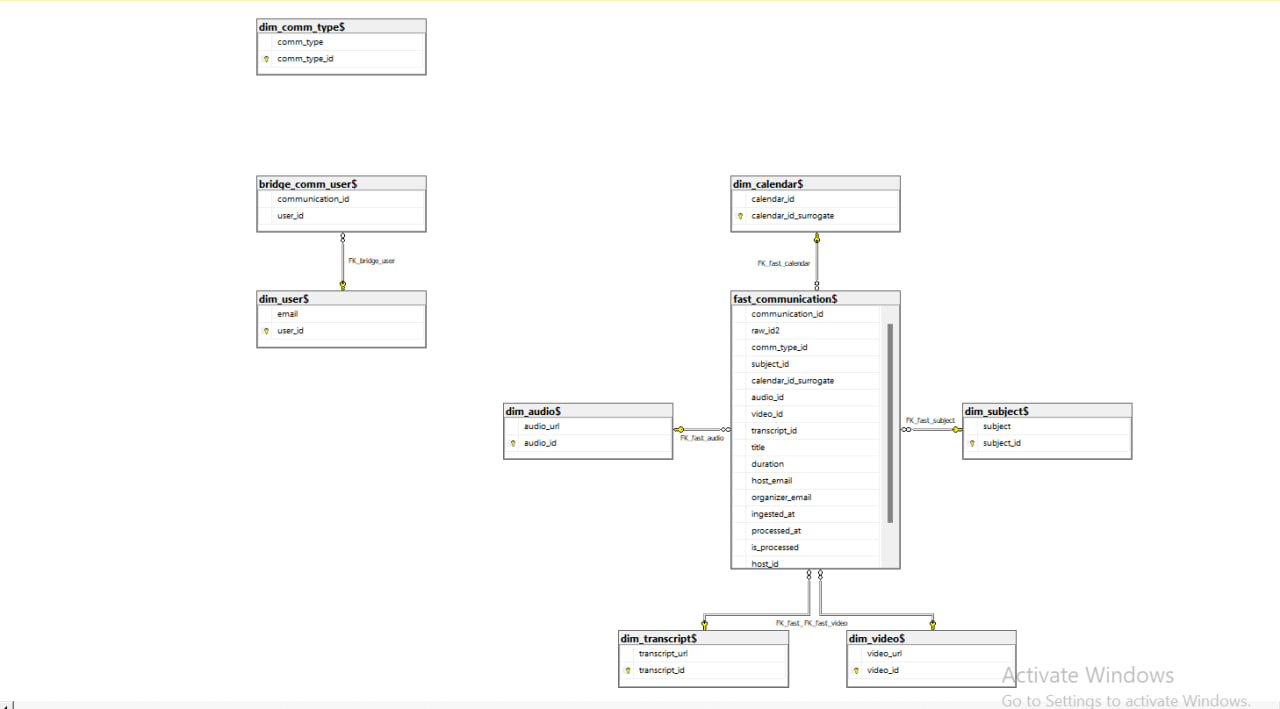 dim_comm_type$
comm_type
comm_type_id
bridge_comm_user$
communication_id
user_id
FK_bridge_user
dim_user$
email
user_id
dim_calendar$
calendar_id
calendar_id_surrogate
FK_fast_calendar
fast_communication$
communication_id
raw_id2
comm_type_id
subject_id
calendar_id_surrogate
audio_id
video_id
transcript_id
title
duration
host_email
organizer_email
ingested_at
processed_at
is_processed
host_id
dim_audio$
audio_url
audio_id
FK_fast_audio
FK_fast_subject
dim_subject$
subject
subject_id
FK_fast_ FK_fast_video
dim_transcript$
transcript_url
transcript_id
dim_video$
video_url
video_id
Activate Windows
Go to Settings to activate Windows.